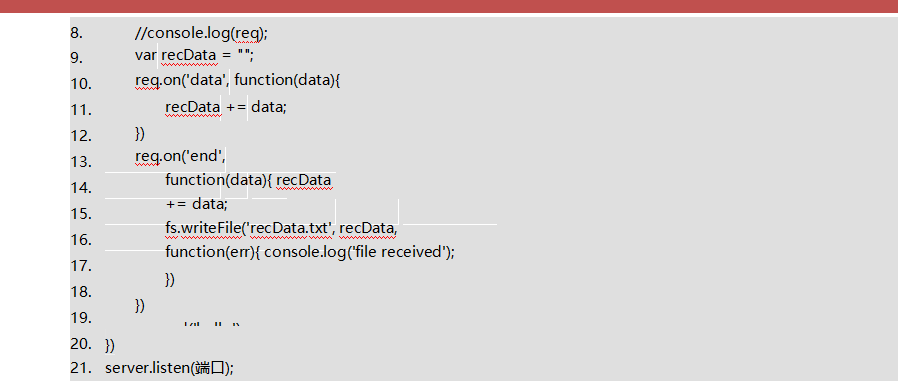 8. //console.log(req);
9. var recData = "";
10. req.on('data', function(data){
11. recData += data;
12. })
13. req.on('end',
14. function(data){ recData
15. += data;
16. fs.writeFile('recData.txt', recData,
17. function(err){ console.log('file received');
18. })
19. })
20. })
21. server.listen(端口);